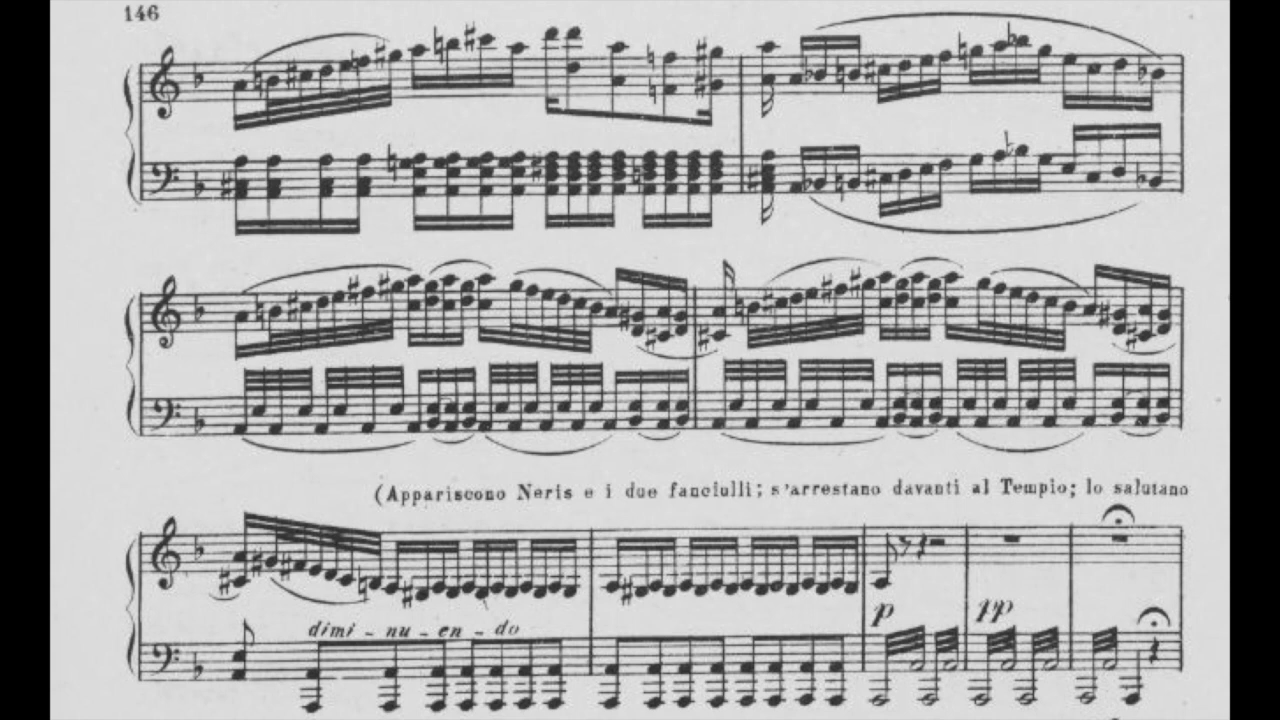 146
(Appariscono Neris e i due fanciulli; s'arrestano davanti al Tempio; lo salutano
p pp
dimi - nu - en - do